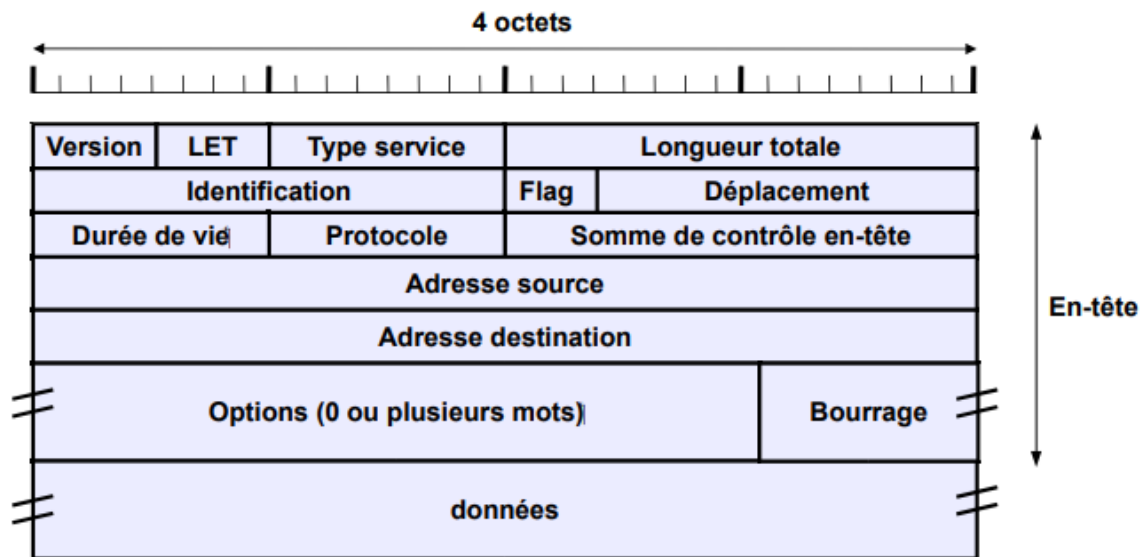 4 octets
Version LET Type service Longueur totale
Identification Flag Déplacement
Durée de vie Protocole Somme de contrôle en-tête
Adresse source
En-tête
Adresse destination
Options (0 ou plusieurs mots) Bourrage
données